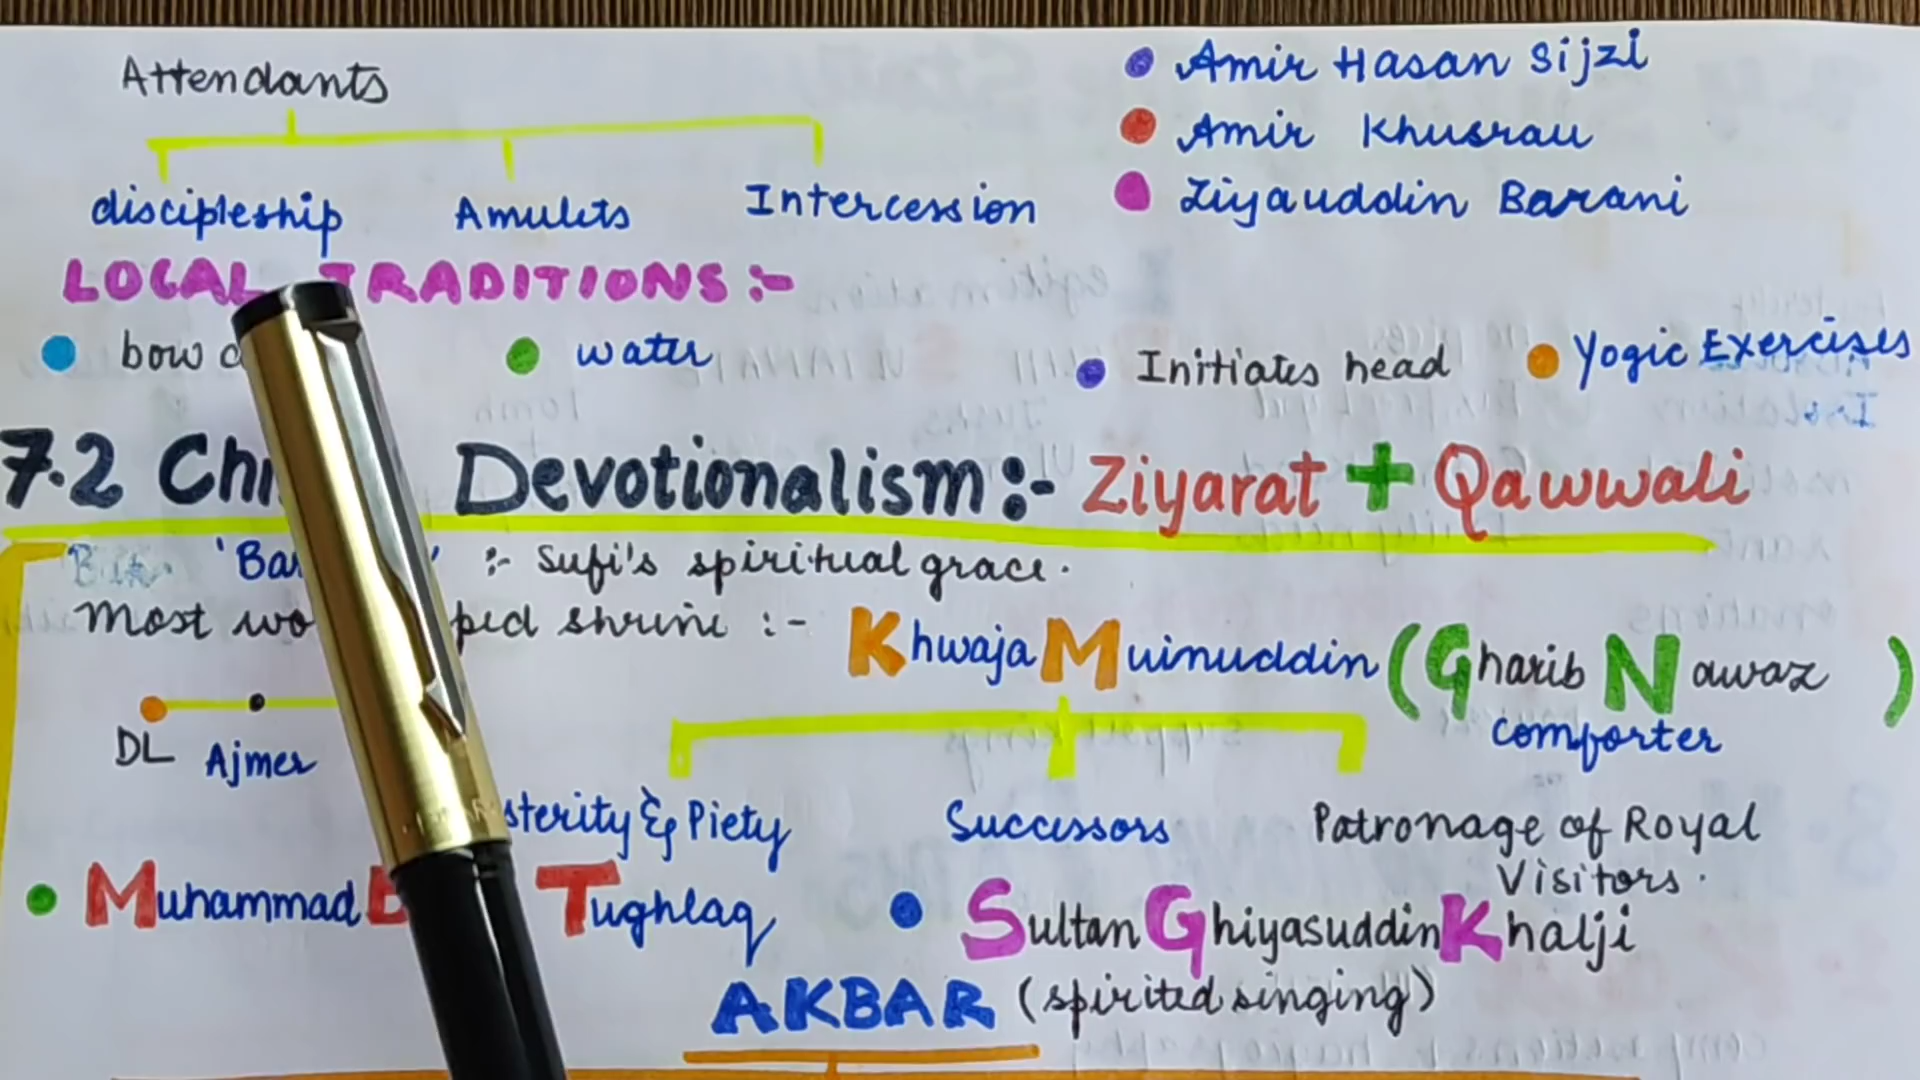 Attendants
discipleship Amulets Intercession
Amir Hasan Sijzi
Amir Khusrau
Ziyauddin Barani
LOCAL TRADITIONS :-
bow water Initiates head Yogic Exercises
7.2 Devotionalism :- Ziyarat + Qawwali
:- Sufi's spiritual grace.
Most shrine :- Khwaja Muinuddin (Gharib Nawaz)
comforter
DL Ajmer
& Piety Successors Patronage of Royal
Visitors.
Muhammad Tughlaq Sultan Ghiyasuddin Khalji
AKBAR (spirited singing)